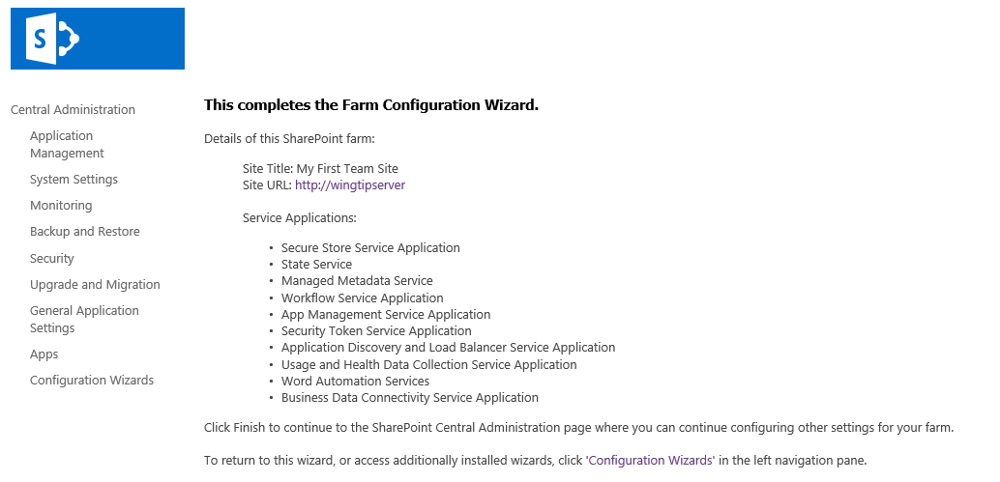 S
Central Administration
Application
Management
System Settings
Monitoring
Backup and Restore
Security
Upgrade and Migration
General Application
Settings
Apps
Configuration Wizards
This completes the Farm Configuration Wizard.
Details of this SharePoint farm:
Site Title: My First Team Site
Site URL: http://wingtipserver
Service Applications:
• Secure Store Service Application
• State Service
• Managed Metadata Service
• Workflow Service Application
• App Management Service Application
• Security Token Service Application
• Application Discovery and Load Balancer Service Application
• Usage and Health Data Collection Service Application
• Word Automation Services
• Business Data Connectivity Service Application
Click Finish to continue to the SharePoint Central Administration page where you can continue configuring other settings for your farm.
To return to this wizard, or access additionally installed wizards, click 'Configuration Wizards' in the left navigation pane.